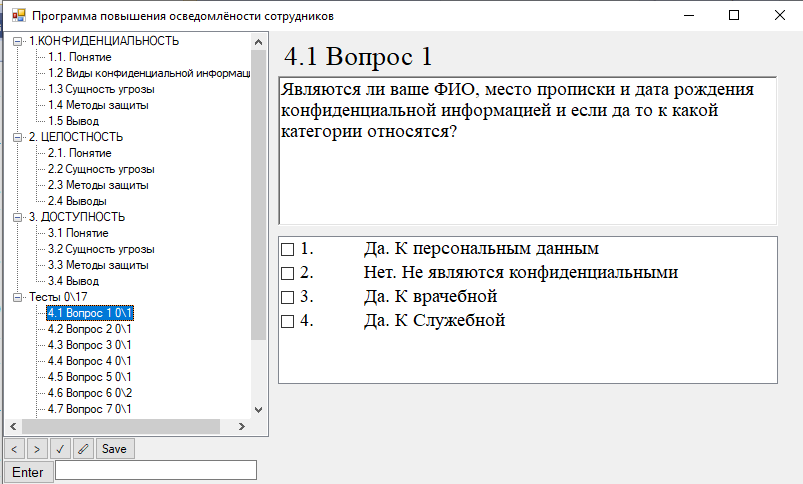 Программа повышения осведомлёности сотрудников
1.КОНФИДЕНЦИАЛЬНОСТЬ
1.1. Понятие
1.2 Виды конфиденциальной информаци
1.3 Сущность угрозы
1.4 Методы защиты
1.5 Вывод
2. ЦЕЛОСТНОСТЬ
2.1. Понятие
2.2 Сущность угрозы
2.3 Методы защиты
2.4 Выводы
3. ДОСТУПНОСТЬ
3.1 Понятие
3.2 Сущность угрозы
3.3 Методы защиты
3.4 Вывод
Тесты 0\17
4.1 Вопрос 1 0\1
4.2 Вопрос 2 0\1
4.3 Вопрос 3 0\1
4.4 Вопрос 4 0\1
4.5 Вопрос 5 0\1
4.6 Вопрос 6 0\2
4.7 Вопрос 7 0\1
< > ✓ Save
Enter
4.1 Вопрос 1
Являются ли ваше ФИО, место прописки и дата рождения
конфиденциальной информацией и если да то к какой
категории относятся?
1. Да. К персональным данным
2. Нет. Не являются конфиденциальными
3. Да. К врачебной
4. Да. К Служебной